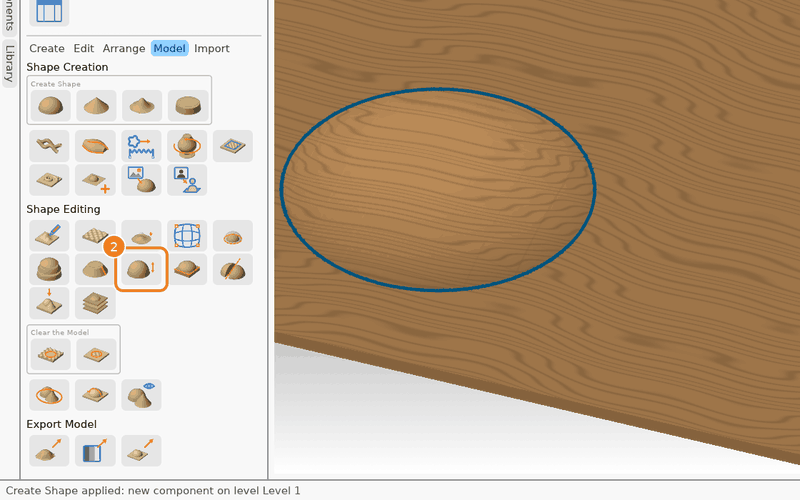 nents
Library
Create Edit Arrange Model Import
Shape Creation
Create Shape
Shape Editing
2
Clear the Model
Export Model
Create Shape applied: new component on level Level 1